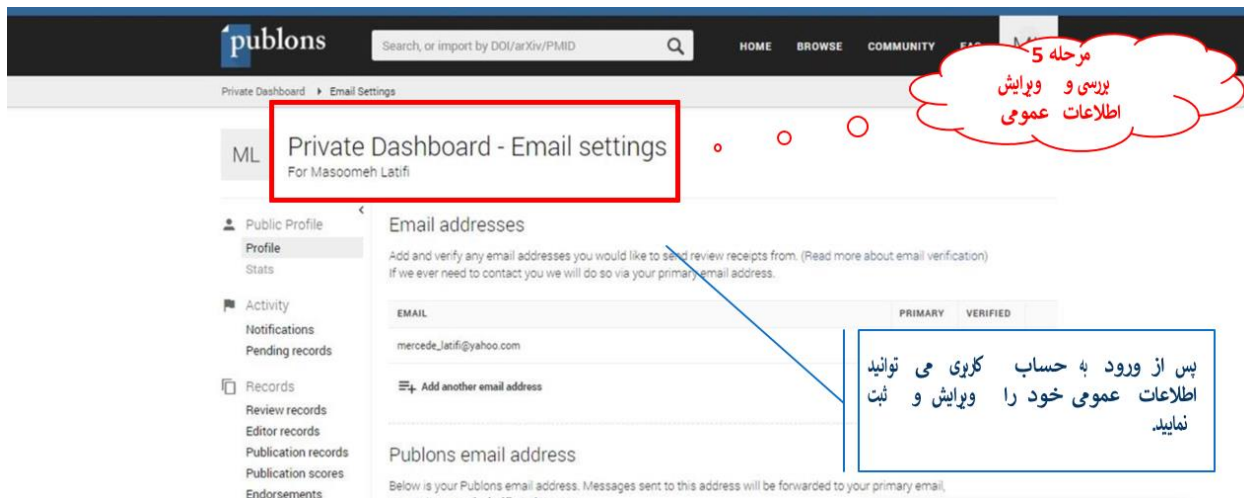 publons
Search, or import by DOI/arXiv/PMID
HOME BROWSE COMMUNITY
مرحله 5
بررسی و ویرایش
اطلاعات عمومی
Private Dashboard Email Settings
ML
Private Dashboard - Email settings
For Masoomeh Latifi
Public Profile
Profile
Stats
Activity
Notifications
Pending records
Records
Review records
Editor records
Publication records
Publication scores
Endorsements
Email addresses
Add and verify any email addresses you would like to send review receipts from. (Read more about email verification)
If we ever need to contact you we will do so via your primary email address.
EMAIL PRIMARY VERIFIED
mercede_latifi@yahoo.com
Add another email address
پس از ورود به حساب کاربری می توانید
اطلاعات عمومی خود را ویرایش و ثبت
نمایید.
Publons email address
Below is your Publons email address. Messages sent to this address will be forwarded to your primary email,